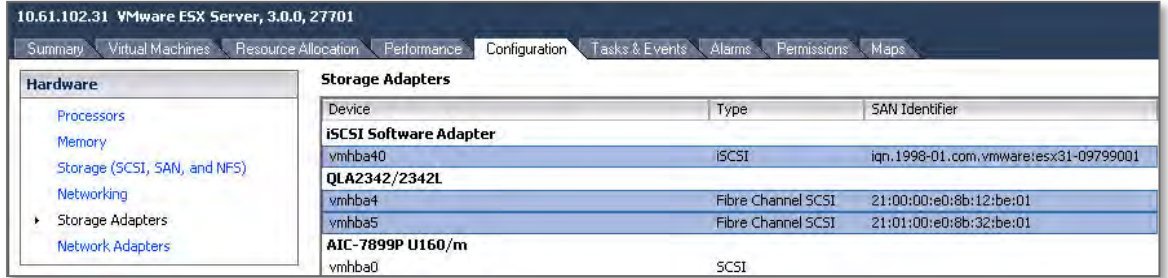 10.61.102.31 VMware ESX Server, 3.0.0, 27701
Summary Virtual Machines Resource Allocation Performance Configuration Tasks & Events Alarms Permissions Maps
Hardware
Processors
Memory
Storage (SCSI, SAN, and NFS)
Networking
Storage Adapters
Network Adapters
Storage Adapters
Device Type SAN Identifier
iSCSI Software Adapter
vmhba40 iSCSI iqn.1998-01.com.vmware:esx31-09799001
QLA2342/2342L
vmhba4 Fibre Channel SCSI 21:00:00:e0:8b:12:be:01
vmhba5 Fibre Channel SCSI 21:01:00:e0:8b:32:be:01
AIC-7899P U160/m
vmhba0 SCSI